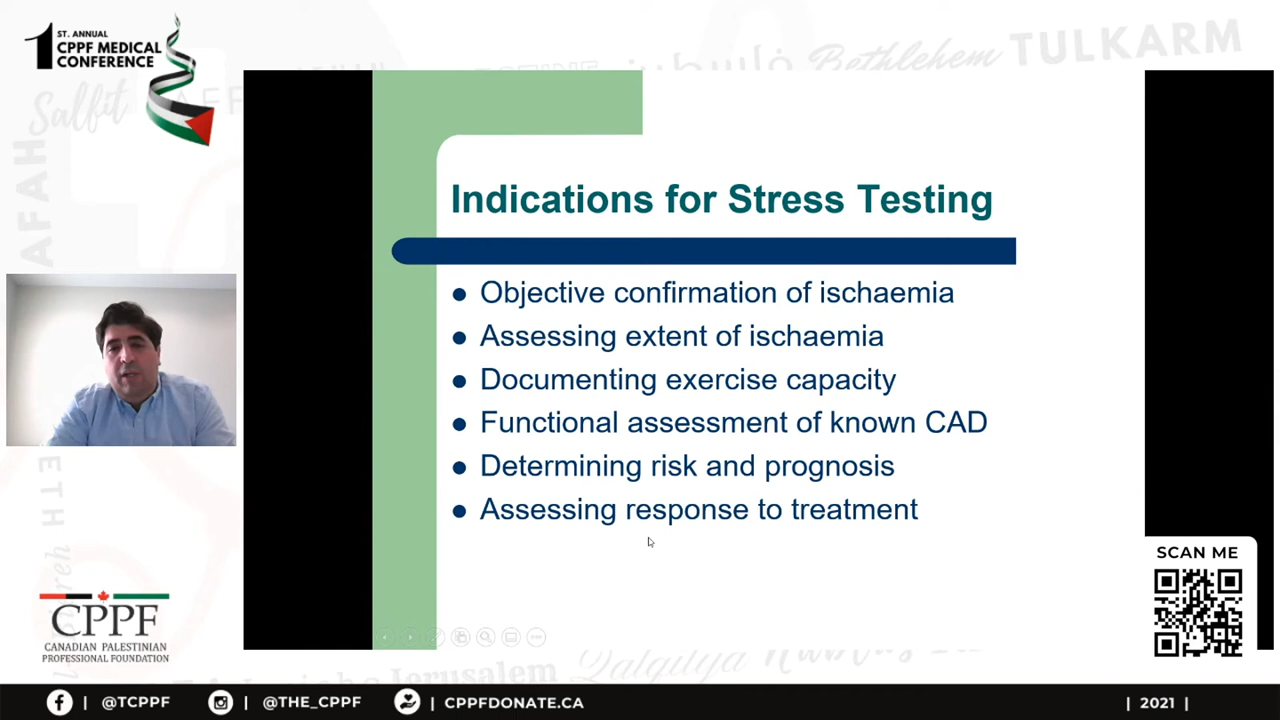 1 ST. ANNUAL
CPPF MEDICAL
CONFERENCE
Salfit
Bethlehem
TULKARM
Indications for Stress Testing
● Objective confirmation of ischaemia
● Assessing extent of ischaemia
● Documenting exercise capacity
● Functional assessment of known CAD
● Determining risk and prognosis
● Assessing response to treatment
SCAN ME
CPPF
CANADIAN PALESTINIAN
PROFESSIONAL FOUNDATION
Jerusalem
Qalqilya
| @TCPPF
| @THE_CPPF
| CPPFDONATE.CA
| 2021 |